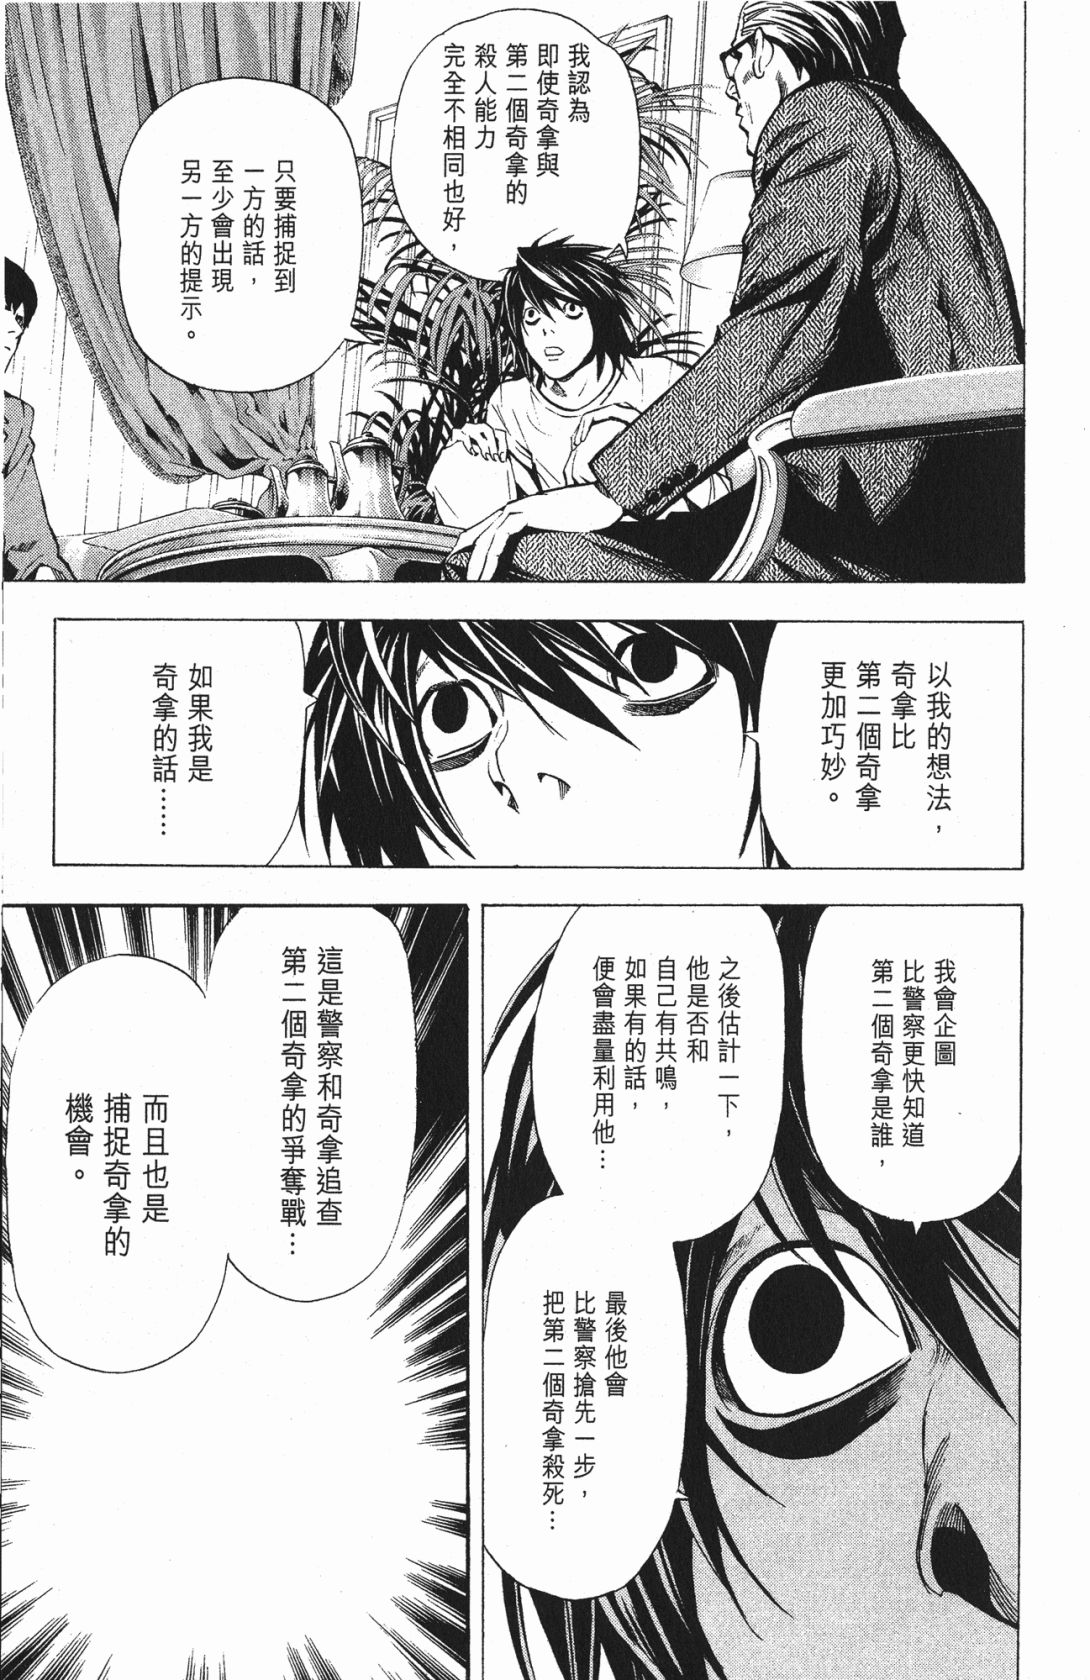 我認為
即使奇拿與
第二個奇拿的
殺人能力
完全不相同也好，
只要捕捉到
一方的話，
至少會出現
另一方的提示。
以我的想法，
奇拿比
第二個奇拿
更加巧妙。
如果我是
奇拿的話……
我會企圖
比警察更快知道
第二個奇拿是誰，
之後估計一下，
他是否和
自己有共鳴，
如果有的話，
便會盡量利用他…
最後他會
比警察搶先一步，
把第二個奇拿殺死…
這是警察和奇拿追查
第二個奇拿的爭奪戰…
而且也是
捕捉奇拿的
機會。